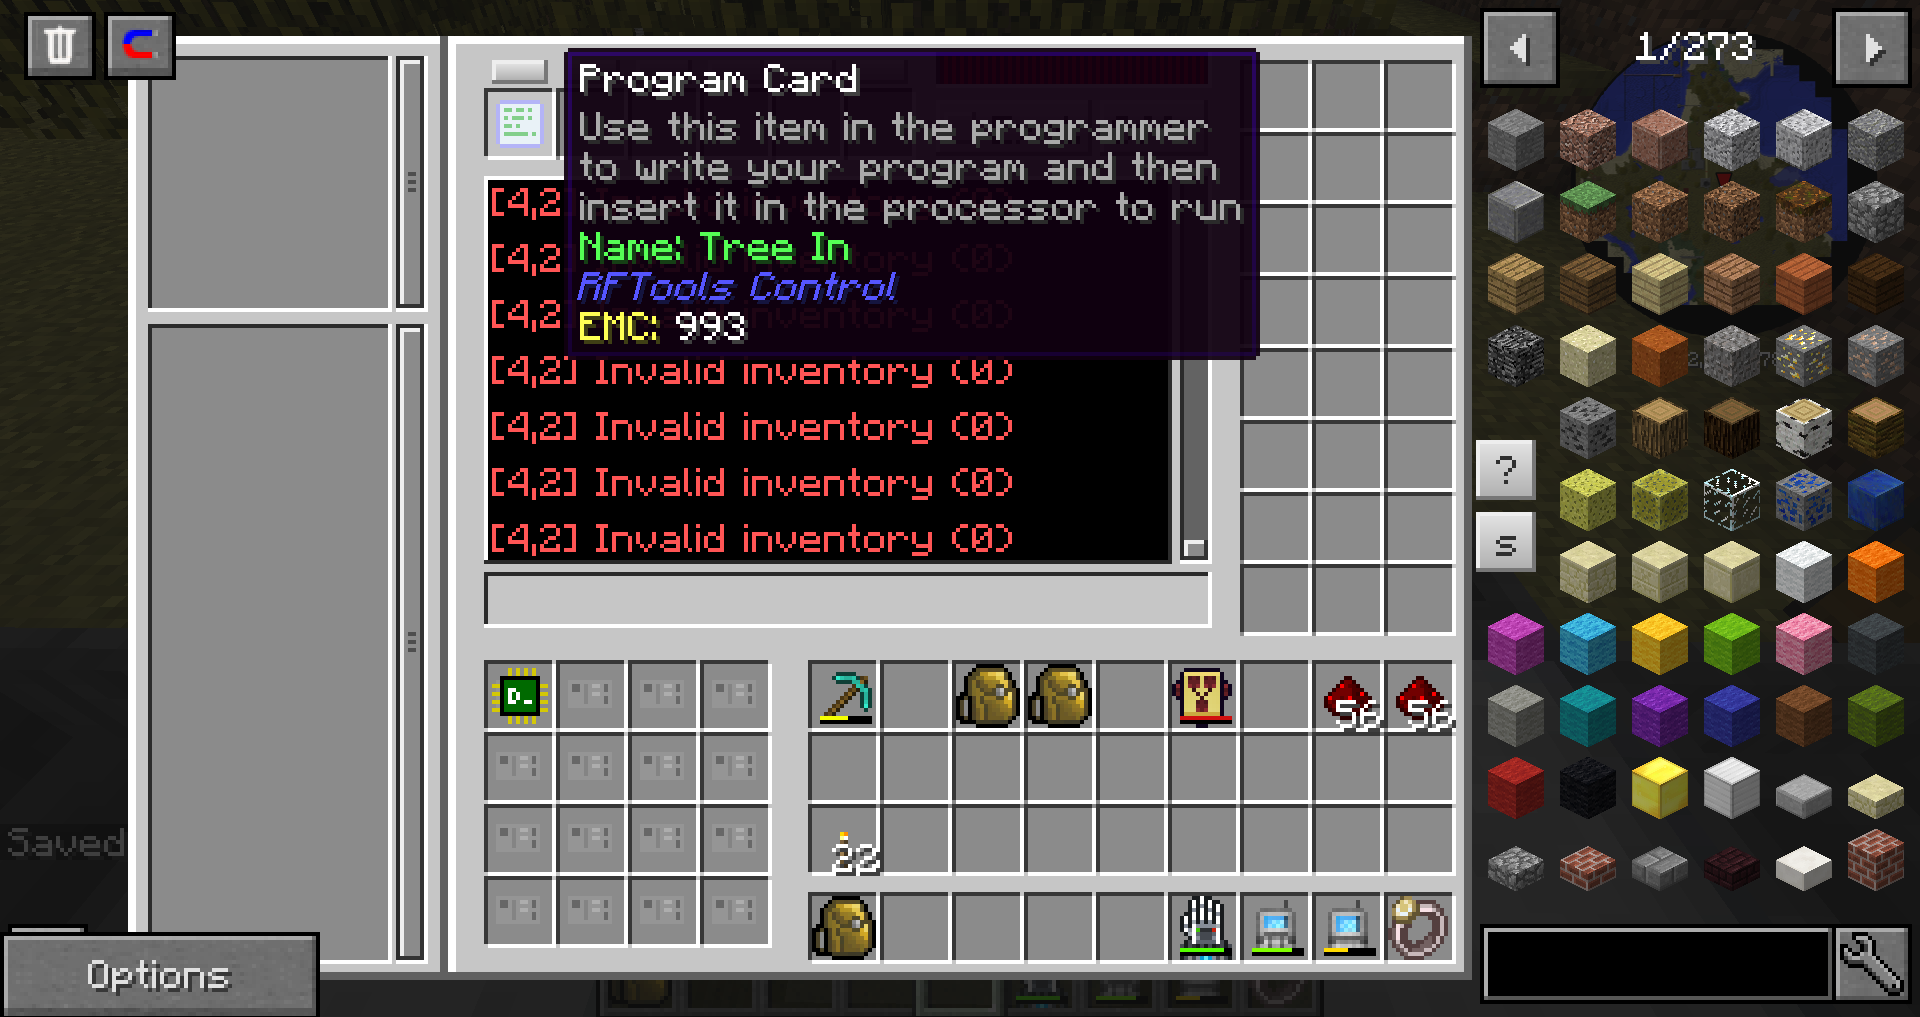 1/273
Program Card
Use this item in the programmer
to write your program and then
insert it in the processor to run
Name: Tree In
RFTools Control
EMC: 993
[4,2
[4,2
[4,2
[4,2] Invalid inventory (0)
[4,2] Invalid inventory (0)
[4,2] Invalid inventory (0)
[4,2] Invalid inventory (0)
?
S
D_
56
56
22
Saved
Options